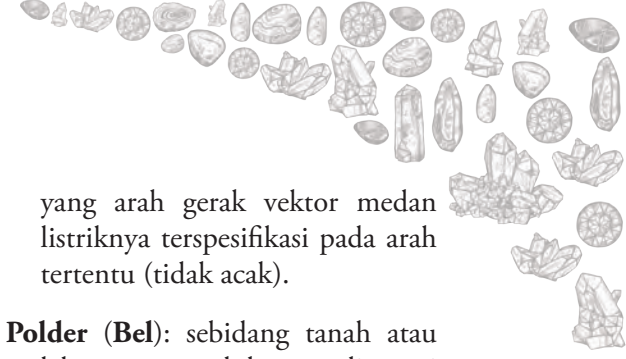 yang arah gerak vektor medan
listriknya terspesifikasi pada arah
tertentu (tidak acak).
Polder (Bel): sebidang tanah atau